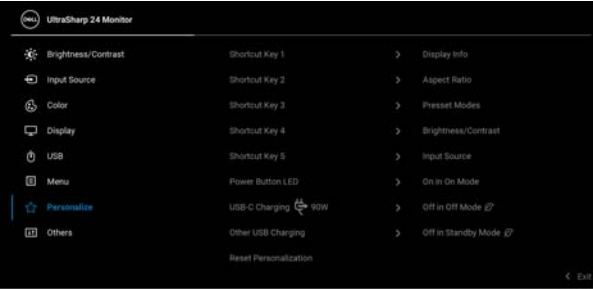 DELL UltraSharp 24 Monitor
Brightness/Contrast Shortcut Key 1 > Display Info
Input Source Shortcut Key 2 > Aspect Ratio
Color Shortcut Key 3 > Presset Modes
Display Shortcut Key 4 > Brightness/Contrast
USB Shortcut Key 5 > Input Source
Menu Power Button LED > On in On Mode
Personalize USB-C Charging 90W > Off in Off Mode
Others Other USB Charging > Off in Standby Mode
Reset Personalization
< Exit